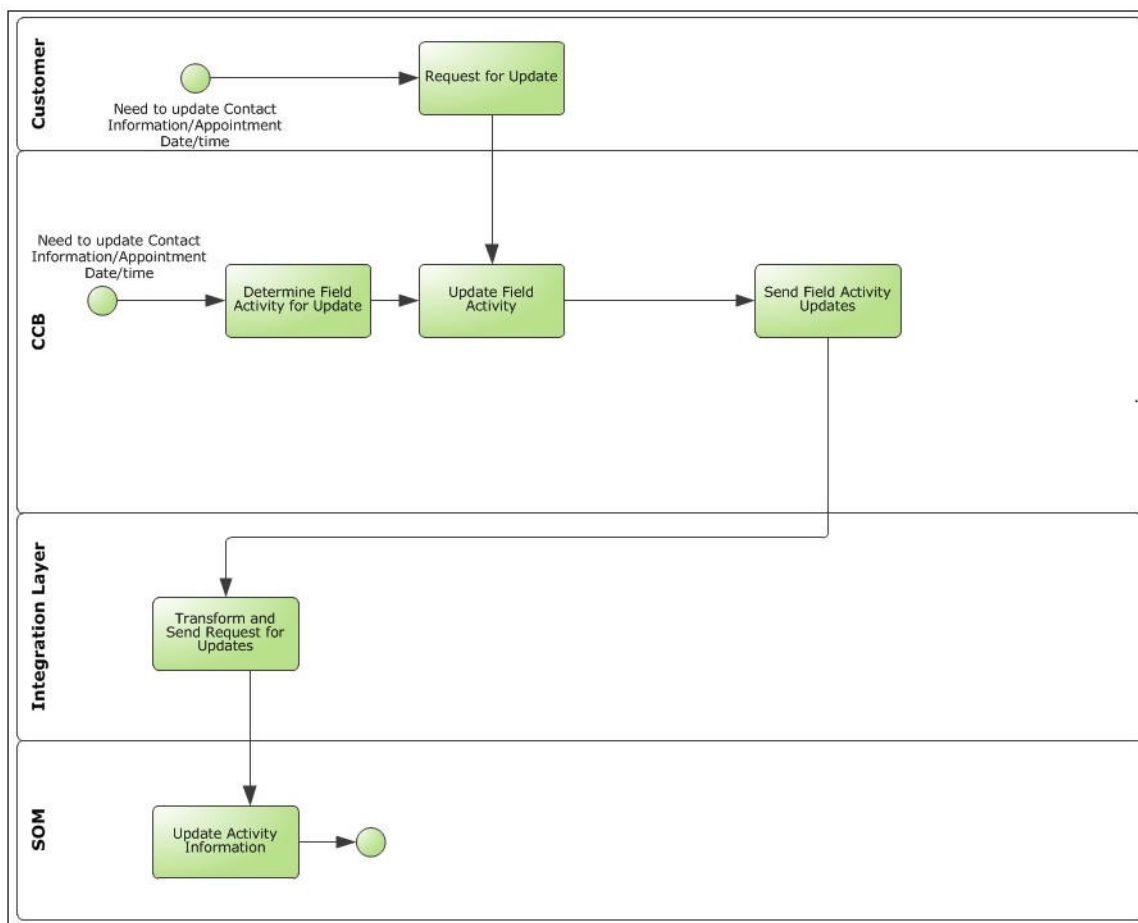 Customer
Request for Update
Need to update Contact
Information/Appointment
Date/time
CCB
Need to update Contact
Information/Appointment
Date/time
Determine Field
Activity for Update
Update Field
Activity
Send Field Activity
Updates
Integration Layer
Transform and
Send Request for
Updates
SOM
Update Activity
Information